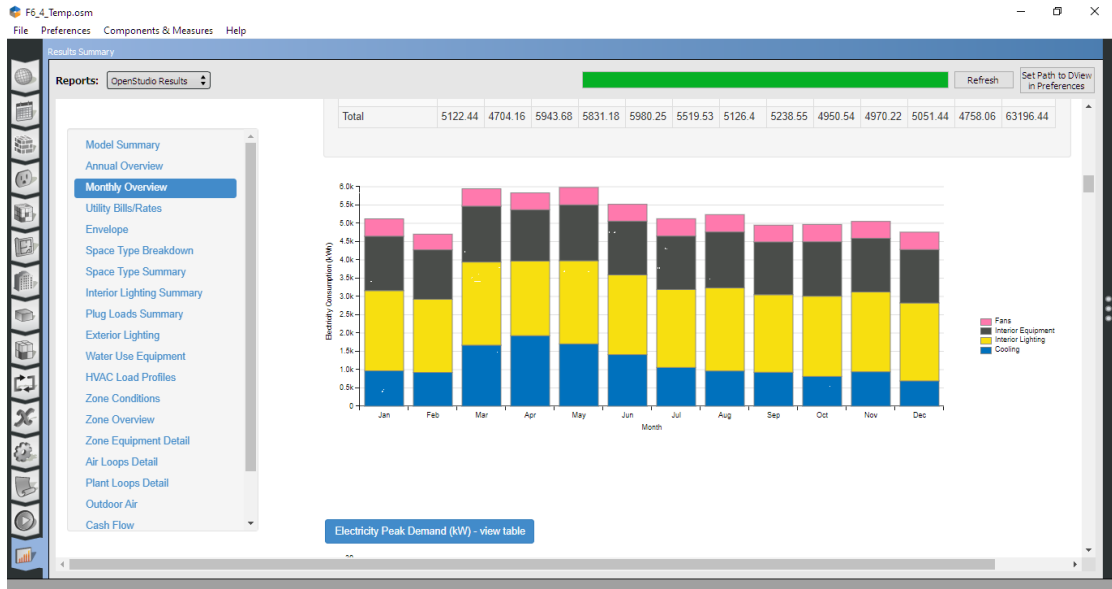 F6_4_Temp.osm
File Preferences Components & Measures Help
Results Summary
Reports: OpenStudio Results Refresh Set Path to DView in Preferences
Total 5122.44 4704.16 5943.68 5831.18 5980.25 5519.53 5126.4 5238.55 4950.54 4970.22 5051.44 4758.06 63196.44
Model Summary
Annual Overview
Monthly Overview
Utility Bills/Rates
Envelope
Space Type Breakdown
Space Type Summary
Interior Lighting Summary
Plug Loads Summary
Exterior Lighting
Water Use Equipment
HVAC Load Profiles
Zone Conditions
Zone Overview
Zone Equipment Detail
Air Loops Detail
Plant Loops Detail
Outdoor Air
Cash Flow
Electricity Consumption (kWh)
6.0k
5.5k
5.0k
4.5k
4.0k
3.5k
3.0k
2.5k
2.0k
1.5k
1.0k
0.5k
0
Jan Feb Mar Apr May Jun Jul Aug Sep Oct Nov Dec
Month
Fans
Interior Equipment
Interior Lighting
Cooling
Electricity Peak Demand (kW) - view table